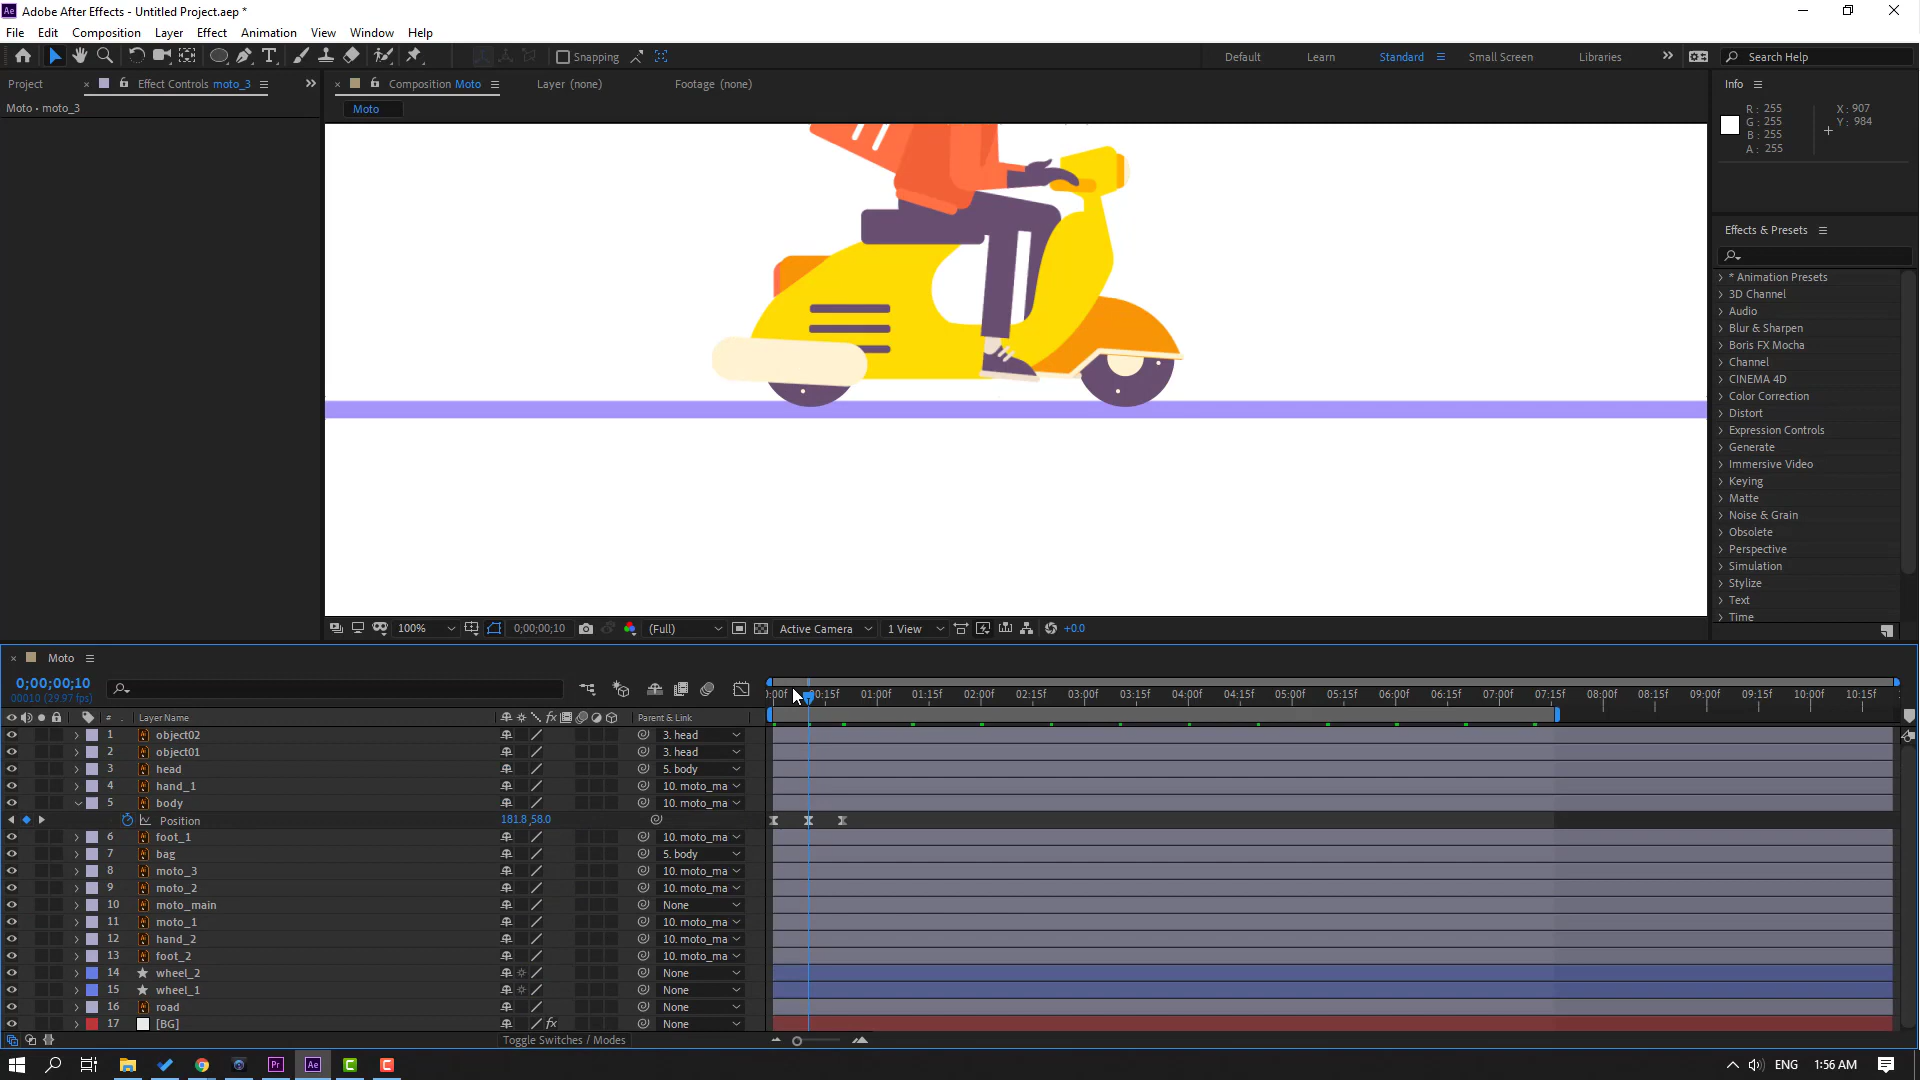 Adobe After Effects - Untitled Project.aep *
File Edit Composition Layer Effect Animation View Window Help
Snapping
Default Learn Standard Small Screen Libraries
Search Help
Project Effect Controls moto_3
Composition Moto Layer (none) Footage (none)
Info
Moto • moto_3
Moto
R: 255 X: 907
G: 255 Y: 984
B: 255
A: 255
Effects & Presets
* Animation Presets
3D Channel
Audio
Blur & Sharpen
Boris FX Mocha
Channel
CINEMA 4D
Color Correction
Distort
Expression Controls
Generate
Immersive Video
Keying
Matte
Noise & Grain
Obsolete
Perspective
Simulation
Stylize
Text
Time
100% 0;00;00;10 (Full) Active Camera 1 View +0.0
Moto
0;00;00;10
00010 (29.97 fps)
:00f 0:15f 01:00f 01:15f 02:00f 02:15f 03:00f 03:15f 04:00f 04:15f 05:00f 05:15f 06:00f 06:15f 07:00f 07:15f 08:00f 08:15f 09:00f 09:15f 10:00f 10:15f
# Layer Name Parent & Link
1 object02 3. head
2 object01 3. head
3 head 5. body
4 hand_1 10. moto_ma
5 body 10. moto_ma
Position 181.8,58.0
6 foot_1 10. moto_ma
7 bag 5. body
8 moto_3 10. moto_ma
9 moto_2 10. moto_ma
10 moto_main None
11 moto_1 10. moto_ma
12 hand_2 10. moto_ma
13 foot_2 10. moto_ma
14 wheel_2 None
15 wheel_1 None
16 road None
17 [BG] None
Toggle Switches / Modes
ENG 1:56 AM